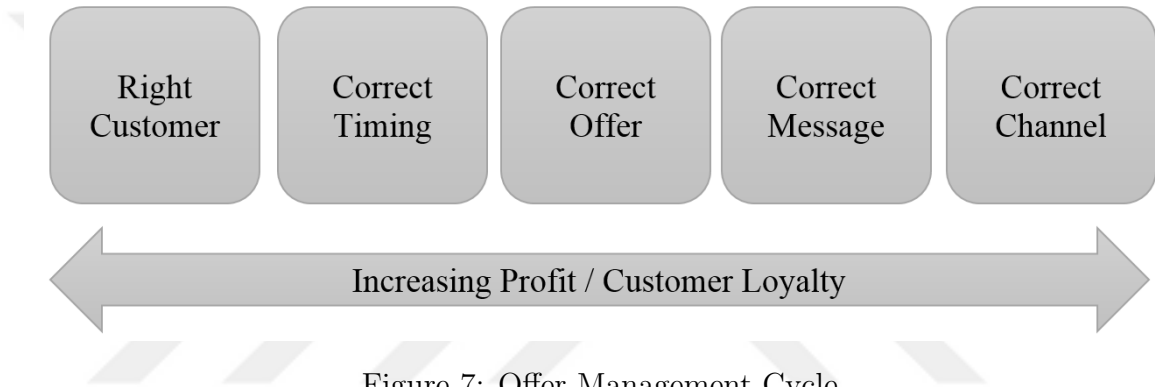 Right
Customer
Correct
Timing
Correct
Offer
Correct
Message
Correct
Channel
Increasing Profit / Customer Loyalty
Figure 7: Offer Management Cycle